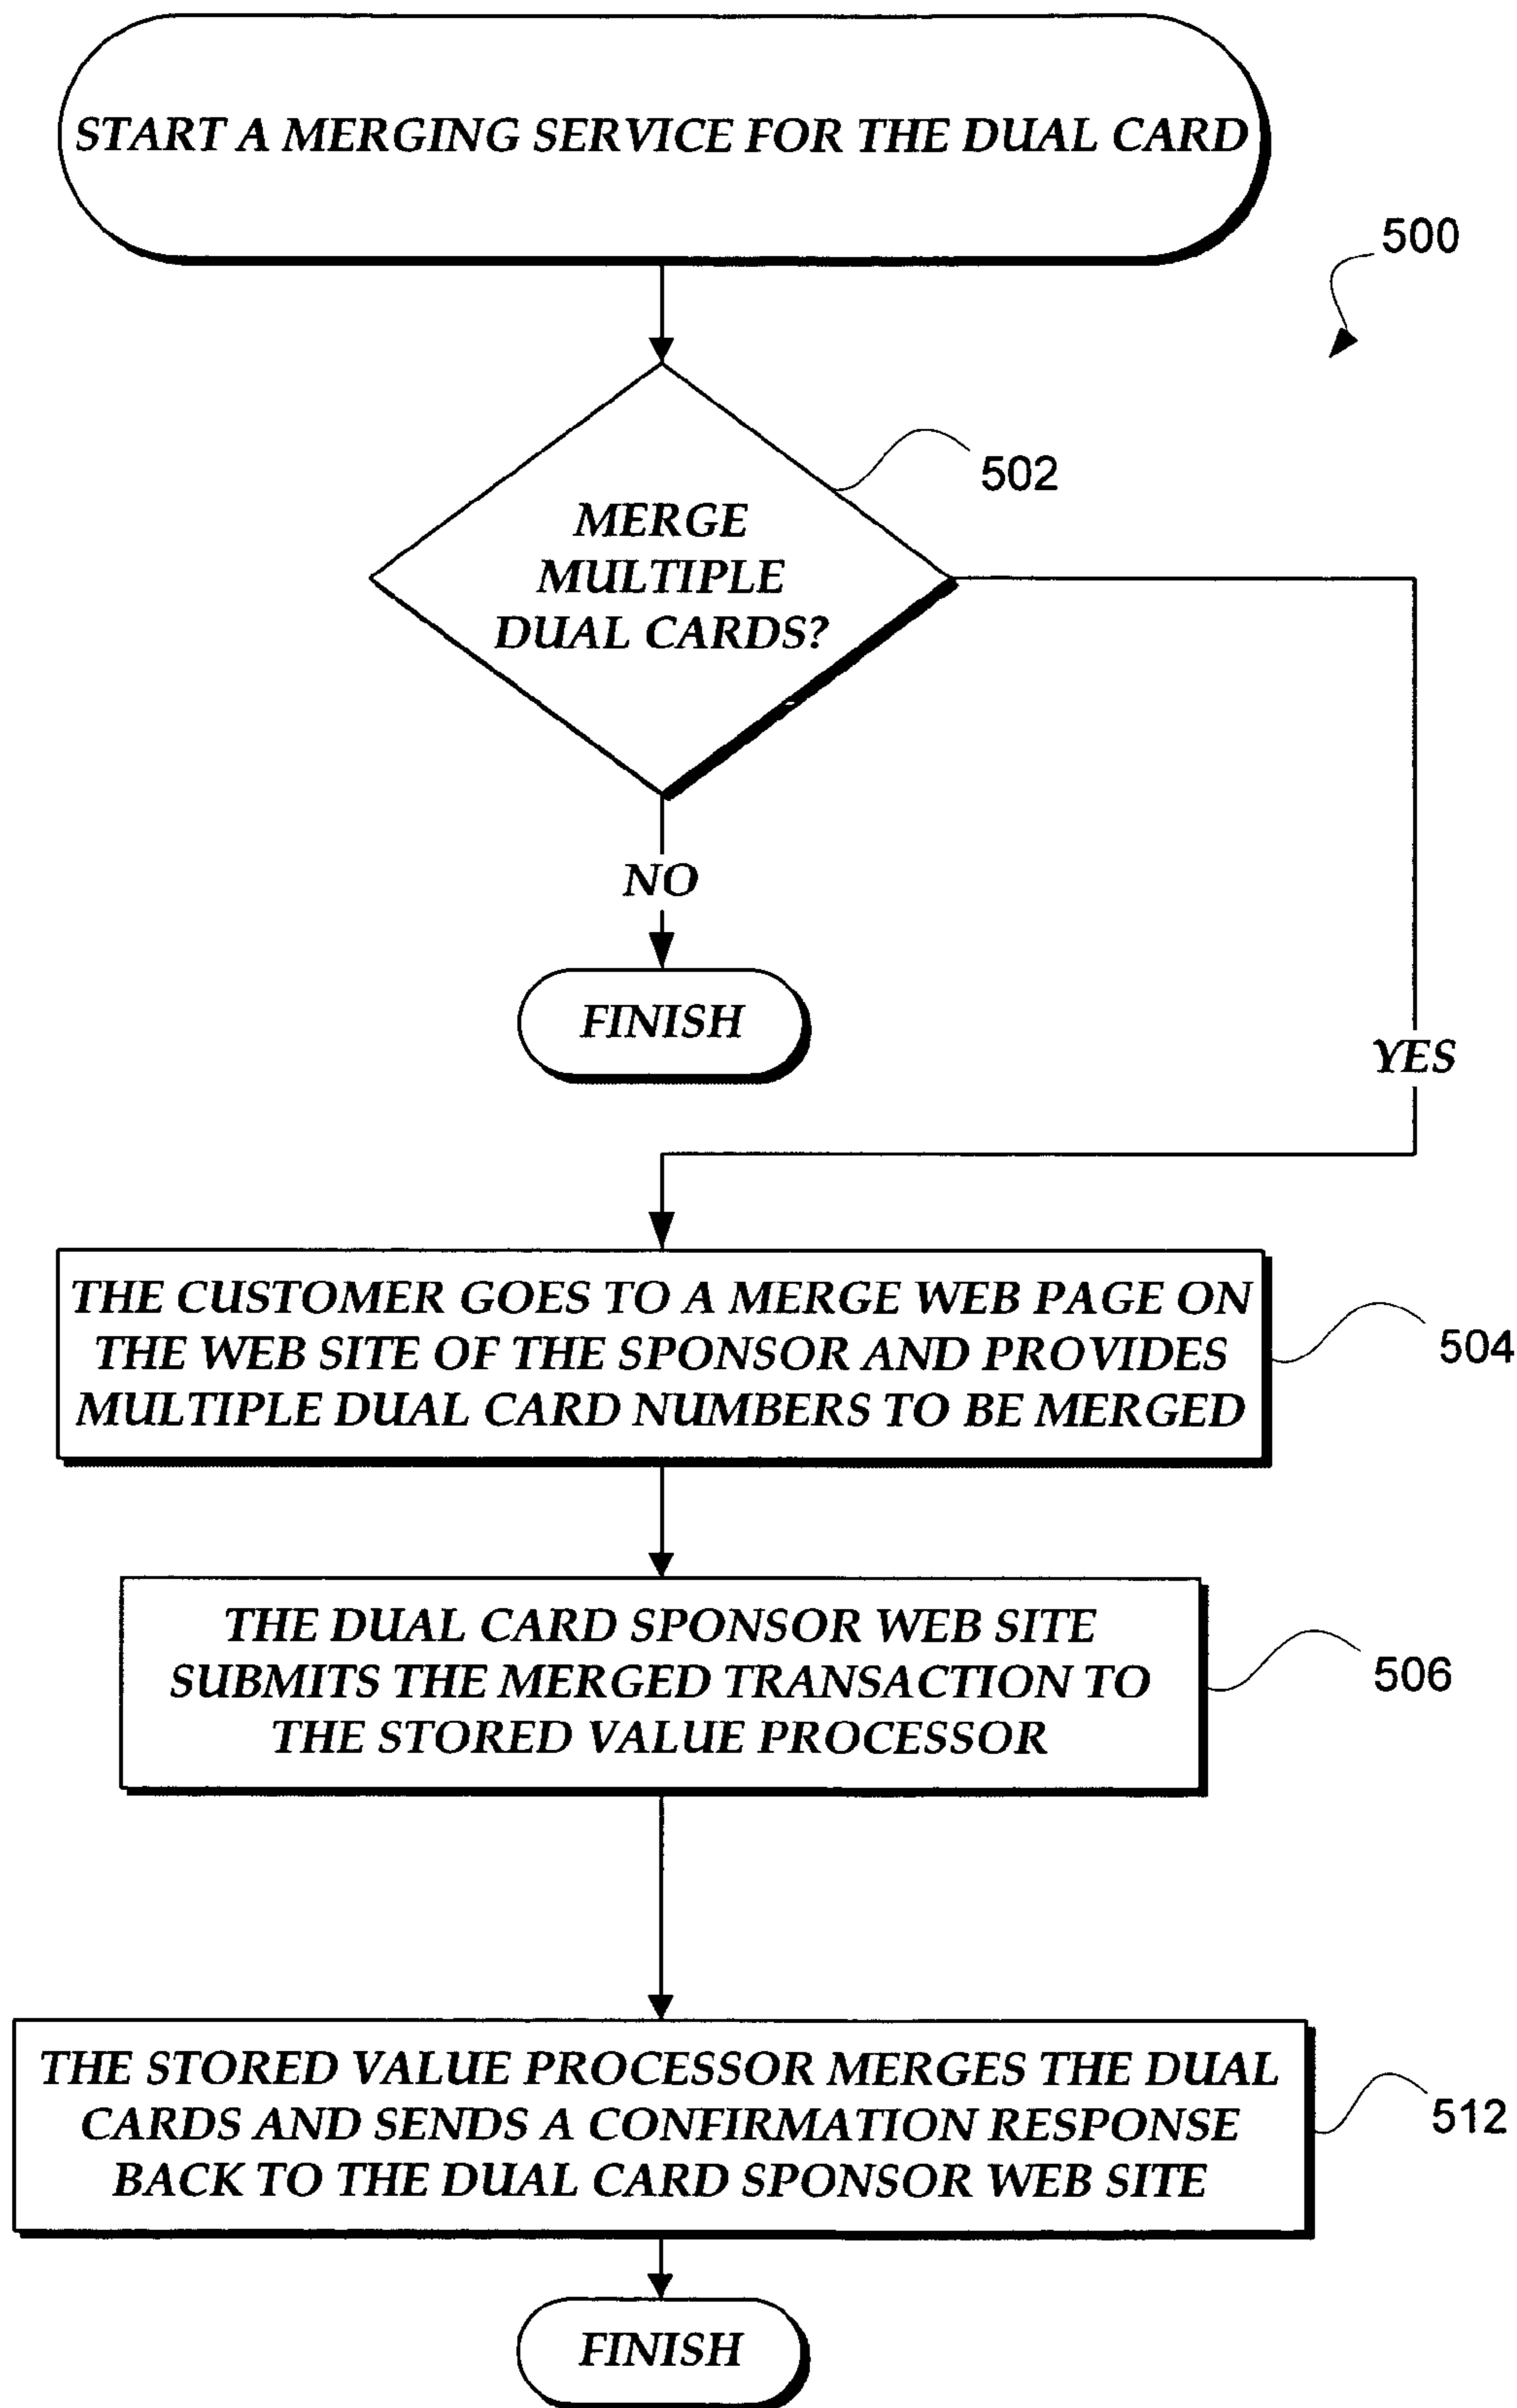 START A MERGING SERVICE FOR THE DUAL CARD
500
502
MERGE
MULTIPLE
DUAL CARDS?
NO
FINISH
YES
THE CUSTOMER GOES TO A MERGE WEB PAGE ON
THE WEB SITE OF THE SPONSOR AND PROVIDES
MULTIPLE DUAL CARD NUMBERS TO BE MERGED
504
THE DUAL CARD SPONSOR WEB SITE
SUBMITS THE MERGED TRANSACTION TO
THE STORED VALUE PROCESSOR
506
THE STORED VALUE PROCESSOR MERGES THE DUAL
CARDS AND SENDS A CONFIRMATION RESPONSE
BACK TO THE DUAL CARD SPONSOR WEB SITE
512
FINISH